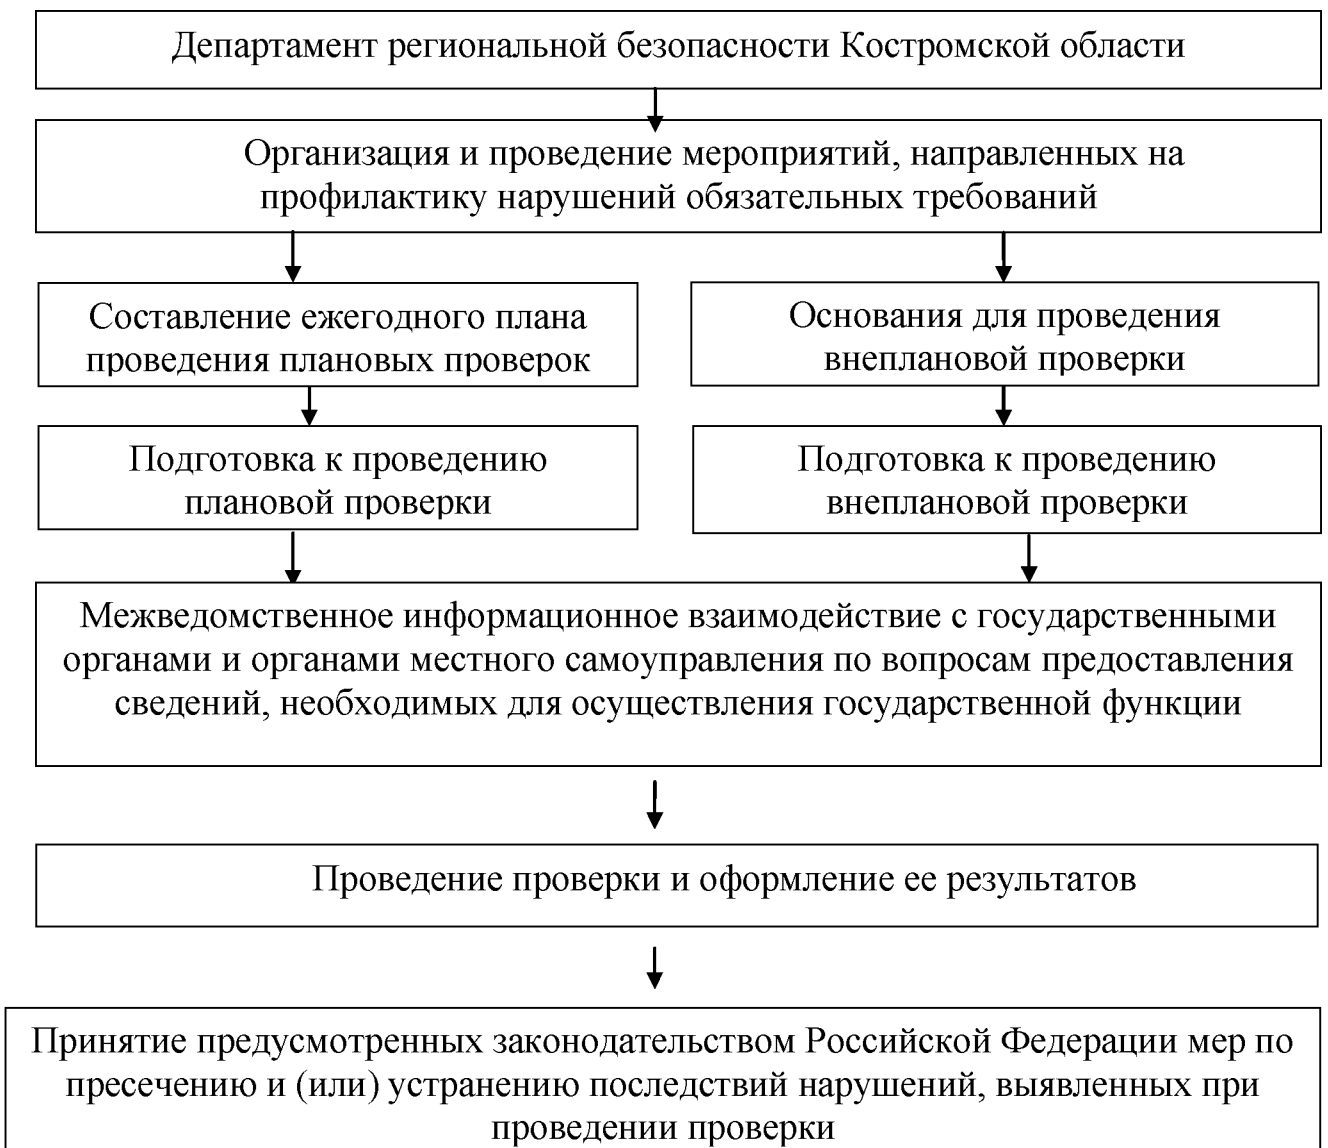 Департамент региональной безопасности Костромской области
Организация и проведение мероприятий, направленных на
профилактику нарушений обязательных требований
Составление ежегодного плана
проведения плановых проверок
Основания для проведения
внеплановой проверки
Подготовка к проведению
плановой проверки
Подготовка к проведению
внеплановой проверки
Межведомственное информационное взаимодействие с государственными
органами и органами местного самоуправления по вопросам предоставления
сведений, необходимых для осуществления государственной функции
Проведение проверки и оформление ее результатов
Принятие предусмотренных законодательством Российской Федерации мер по
пресечению и (или) устранению последствий нарушений, выявленных при
проведении проверки